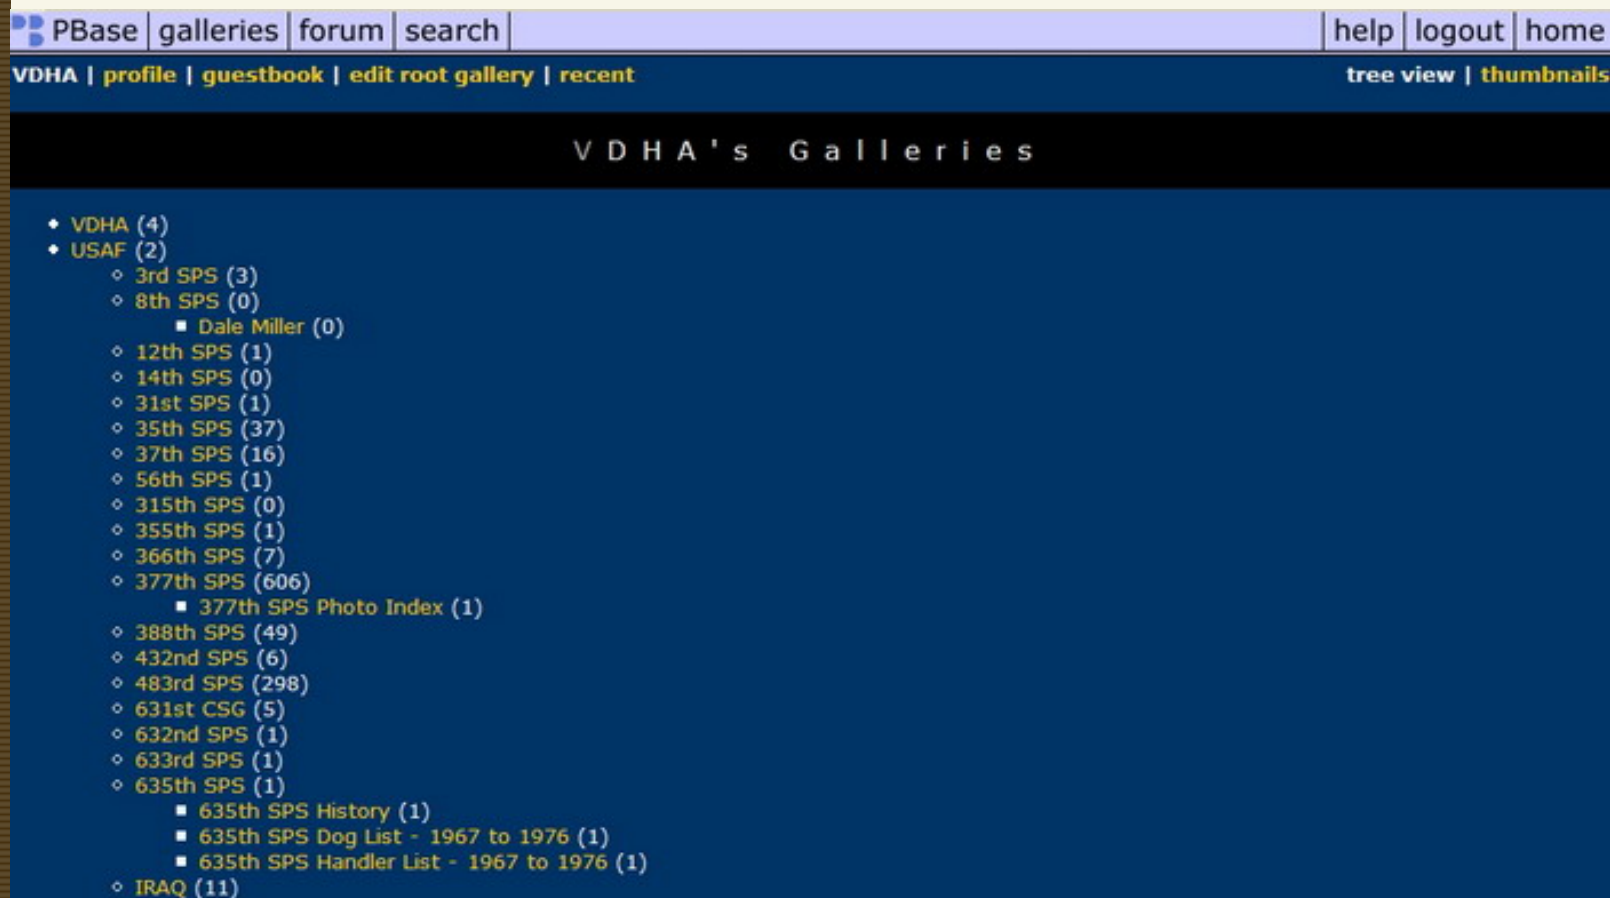 PBase | galleries | forum | search | help | logout | home
VDHA | profile | guestbook | edit root gallery | recent tree view | thumbnails
VDHA's Galleries
VDHA (4)
USAF (2)
3rd SPS (3)
8th SPS (0)
Dale Miller (0)
12th SPS (1)
14th SPS (0)
31st SPS (1)
35th SPS (37)
37th SPS (16)
56th SPS (1)
315th SPS (0)
355th SPS (1)
366th SPS (7)
377th SPS (606)
377th SPS Photo Index (1)
388th SPS (49)
432nd SPS (6)
483rd SPS (298)
631st CSG (5)
632nd SPS (1)
633rd SPS (1)
635th SPS (1)
635th SPS History (1)
635th SPS Dog List - 1967 to 1976 (1)
635th SPS Handler List - 1967 to 1976 (1)
IRAQ (11)